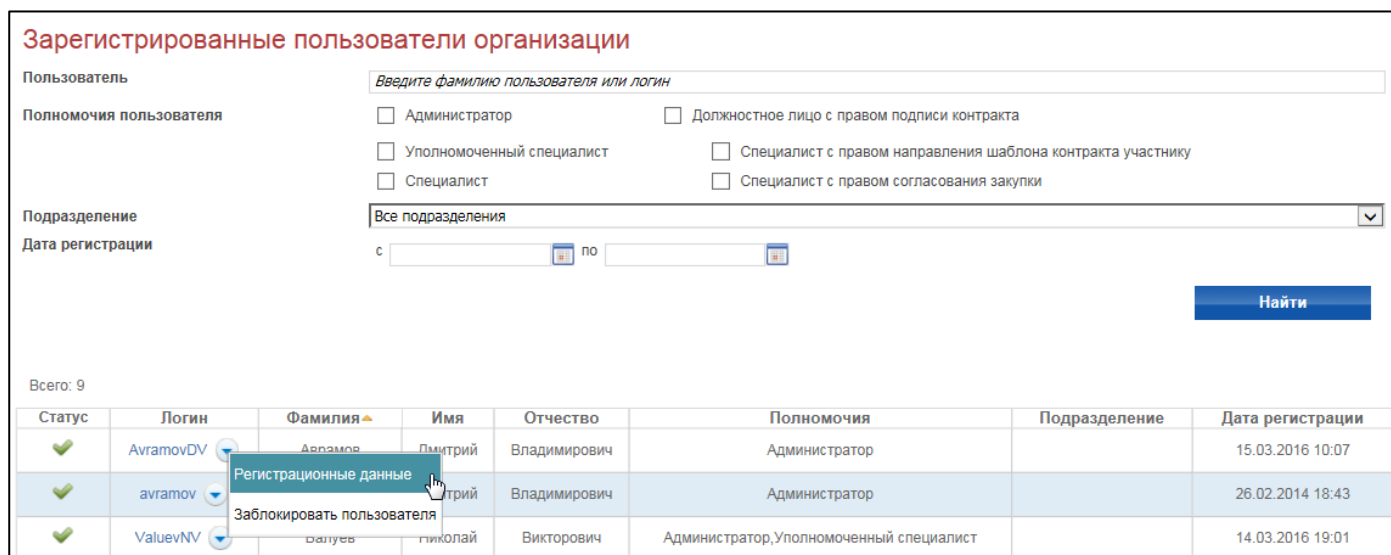 Зарегистрированные пользователи организации
Пользователь Введите фамилию пользователя или логин
Полномочия пользователя Администратор Должностное лицо с правом подписи контракта
Уполномоченный специалист Специалист с правом направления шаблона контракта участнику
Специалист Специалист с правом согласования закупки
Подразделение Все подразделения
Дата регистрации с по
Найти
Всего: 9
Статус Логин Фамилия Имя Отчество Полномочия Подразделение Дата регистрации
AvramovDV Аврамов Дмитрий Владимирович Администратор 15.03.2016 10:07
Регистрационные данные
avramov трий Владимирович Администратор 26.02.2014 18:43
Заблокировать пользователя
ValuevNV Валуев Николай Викторович Администратор,Уполномоченный специалист 14.03.2016 19:01